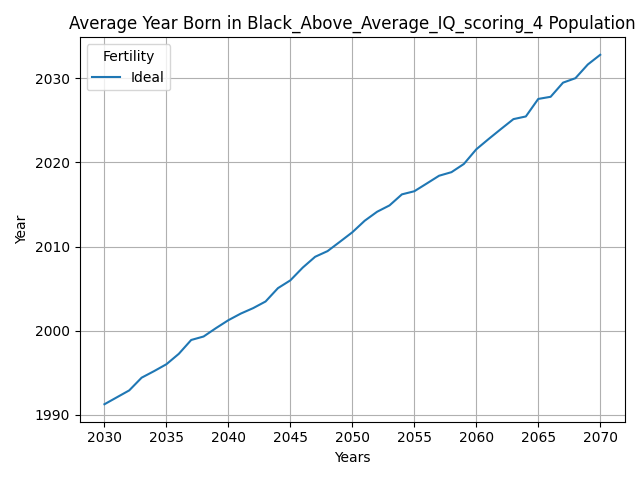 Average Year Born in Black_Above_Average_IQ_scoring_4 Population
Fertility
Ideal
Year
2030
2020
2010
2000
1990
2030 2035 2040 2045 2050 2055 2060 2065 2070
Years